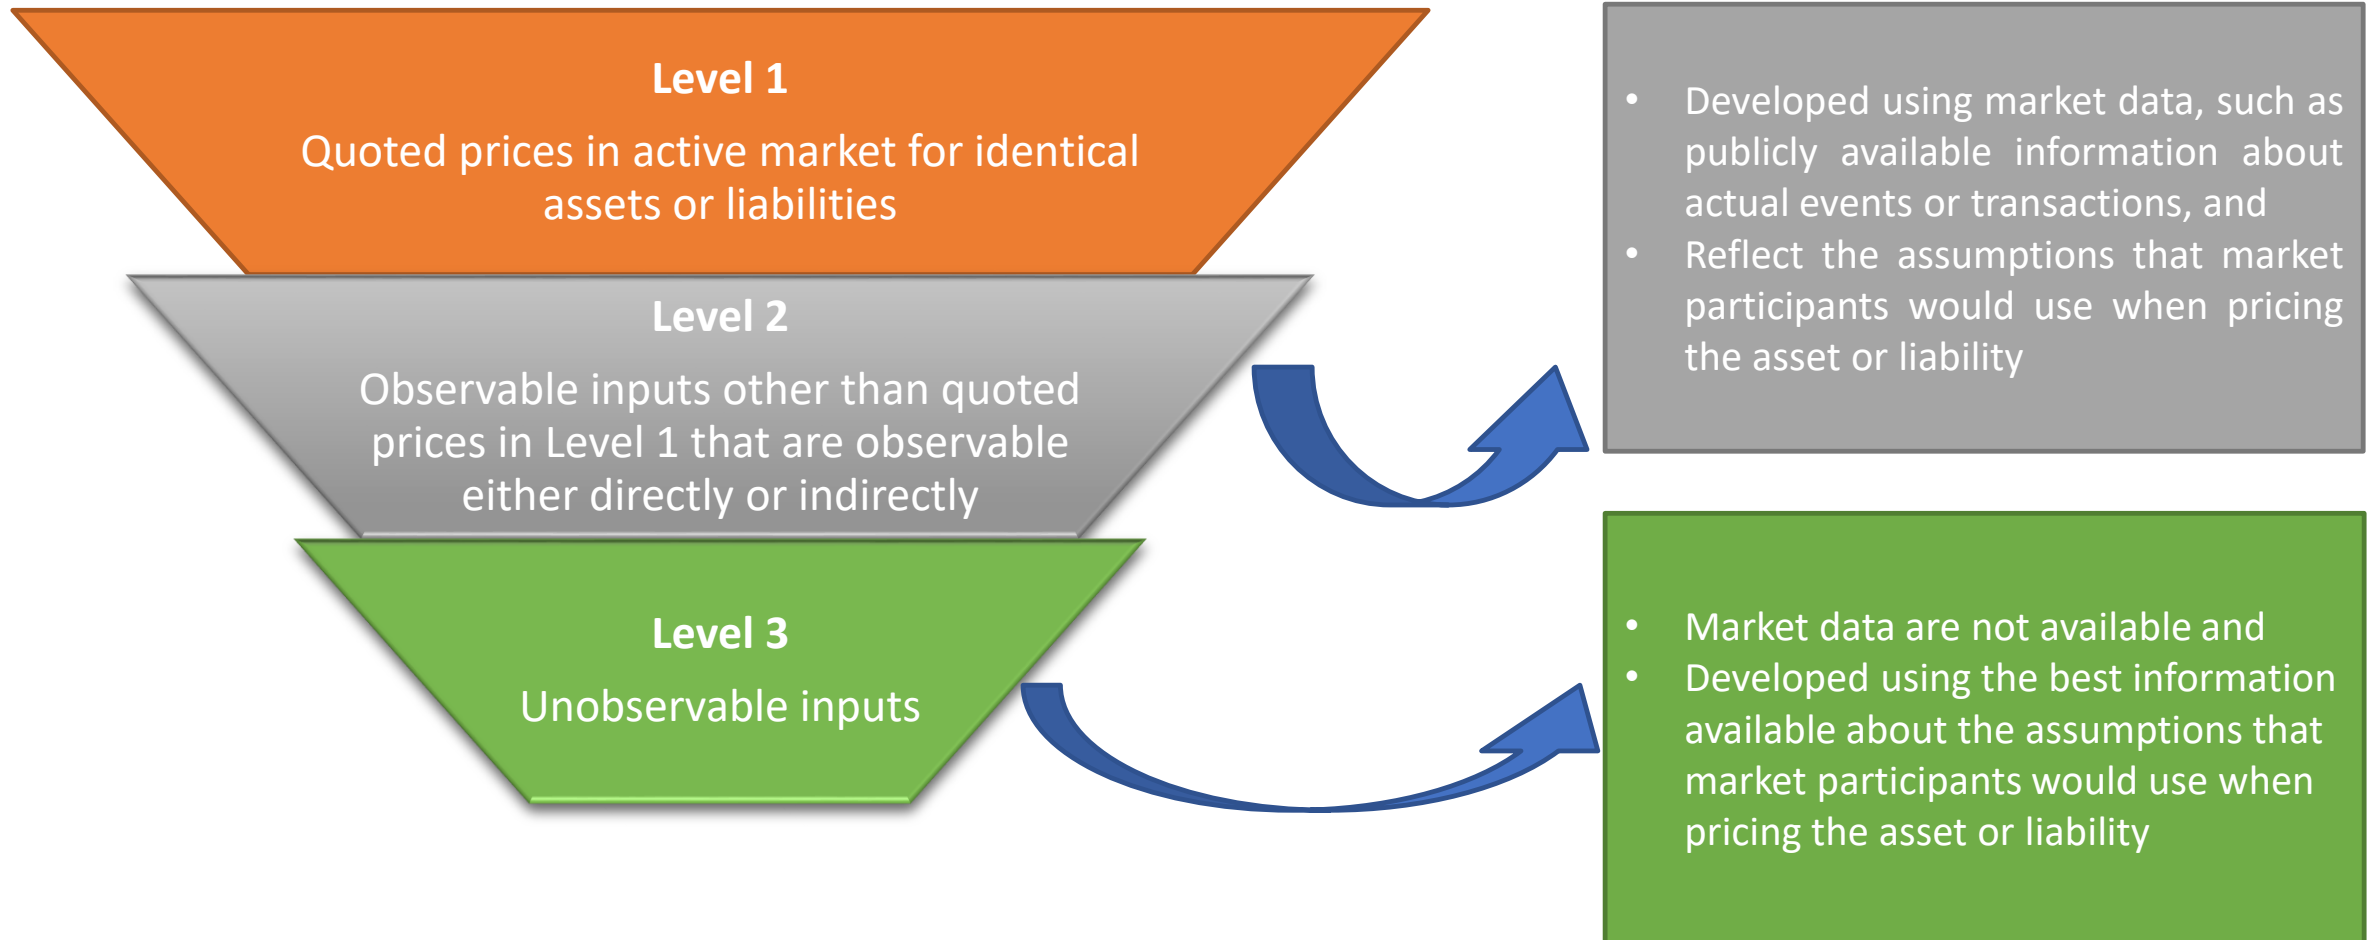 Level 1
Quoted prices in active market for identical
assets or liabilities
Level 2
Observable inputs other than quoted
prices in Level 1 that are observable
either directly or indirectly
Level 3
Unobservable inputs
• Developed using market data, such as
publicly available information about
actual events or transactions, and
• Reflect the assumptions that market
participants would use when pricing
the asset or liability
• Market data are not available and
• Developed using the best information
available about the assumptions that
market participants would use when
pricing the asset or liability